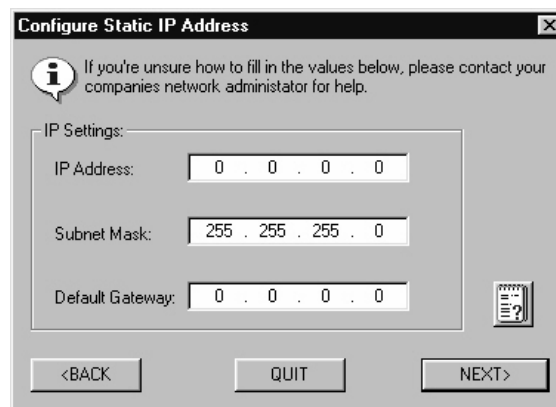 Configure Static IP Address
If you're unsure how to fill in the values below, please contact your
companies network administator for help.
IP Settings:
IP Address: 0 . 0 . 0 . 0
Subnet Mask: 255 . 255 . 255 . 0
Default Gateway: 0 . 0 . 0 . 0
<BACK QUIT NEXT>